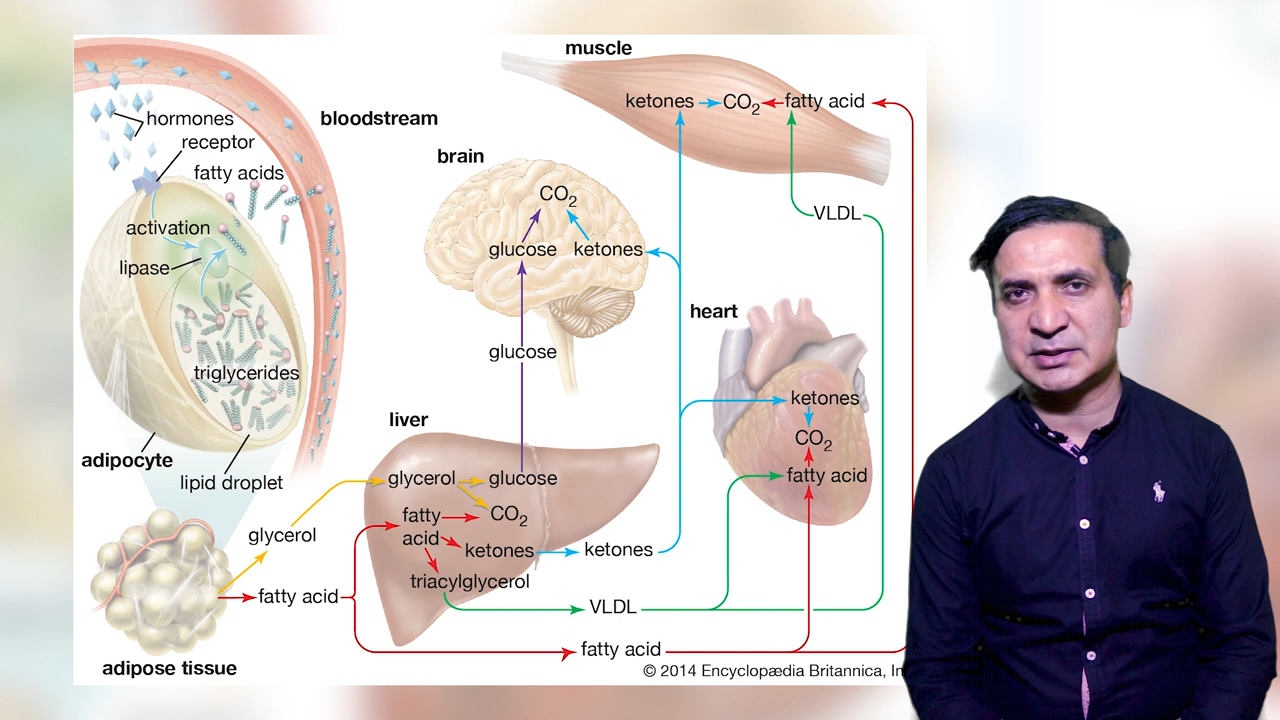 muscle
ketones CO2 fatty acid
hormones
receptor
bloodstream
fatty acids
brain
CO2
VLDL
activation
glucose ketones
lipase
heart
glucose
triglycerides
ketones
liver
CO2
adipocyte
lipid droplet
glycerol glucose
fatty acid
fatty
acid
CO2
glycerol
ketones ketones
triacylglycerol
fatty acid
VLDL
fatty acid
adipose tissue
© 2014 Encyclopædia Britannica, In